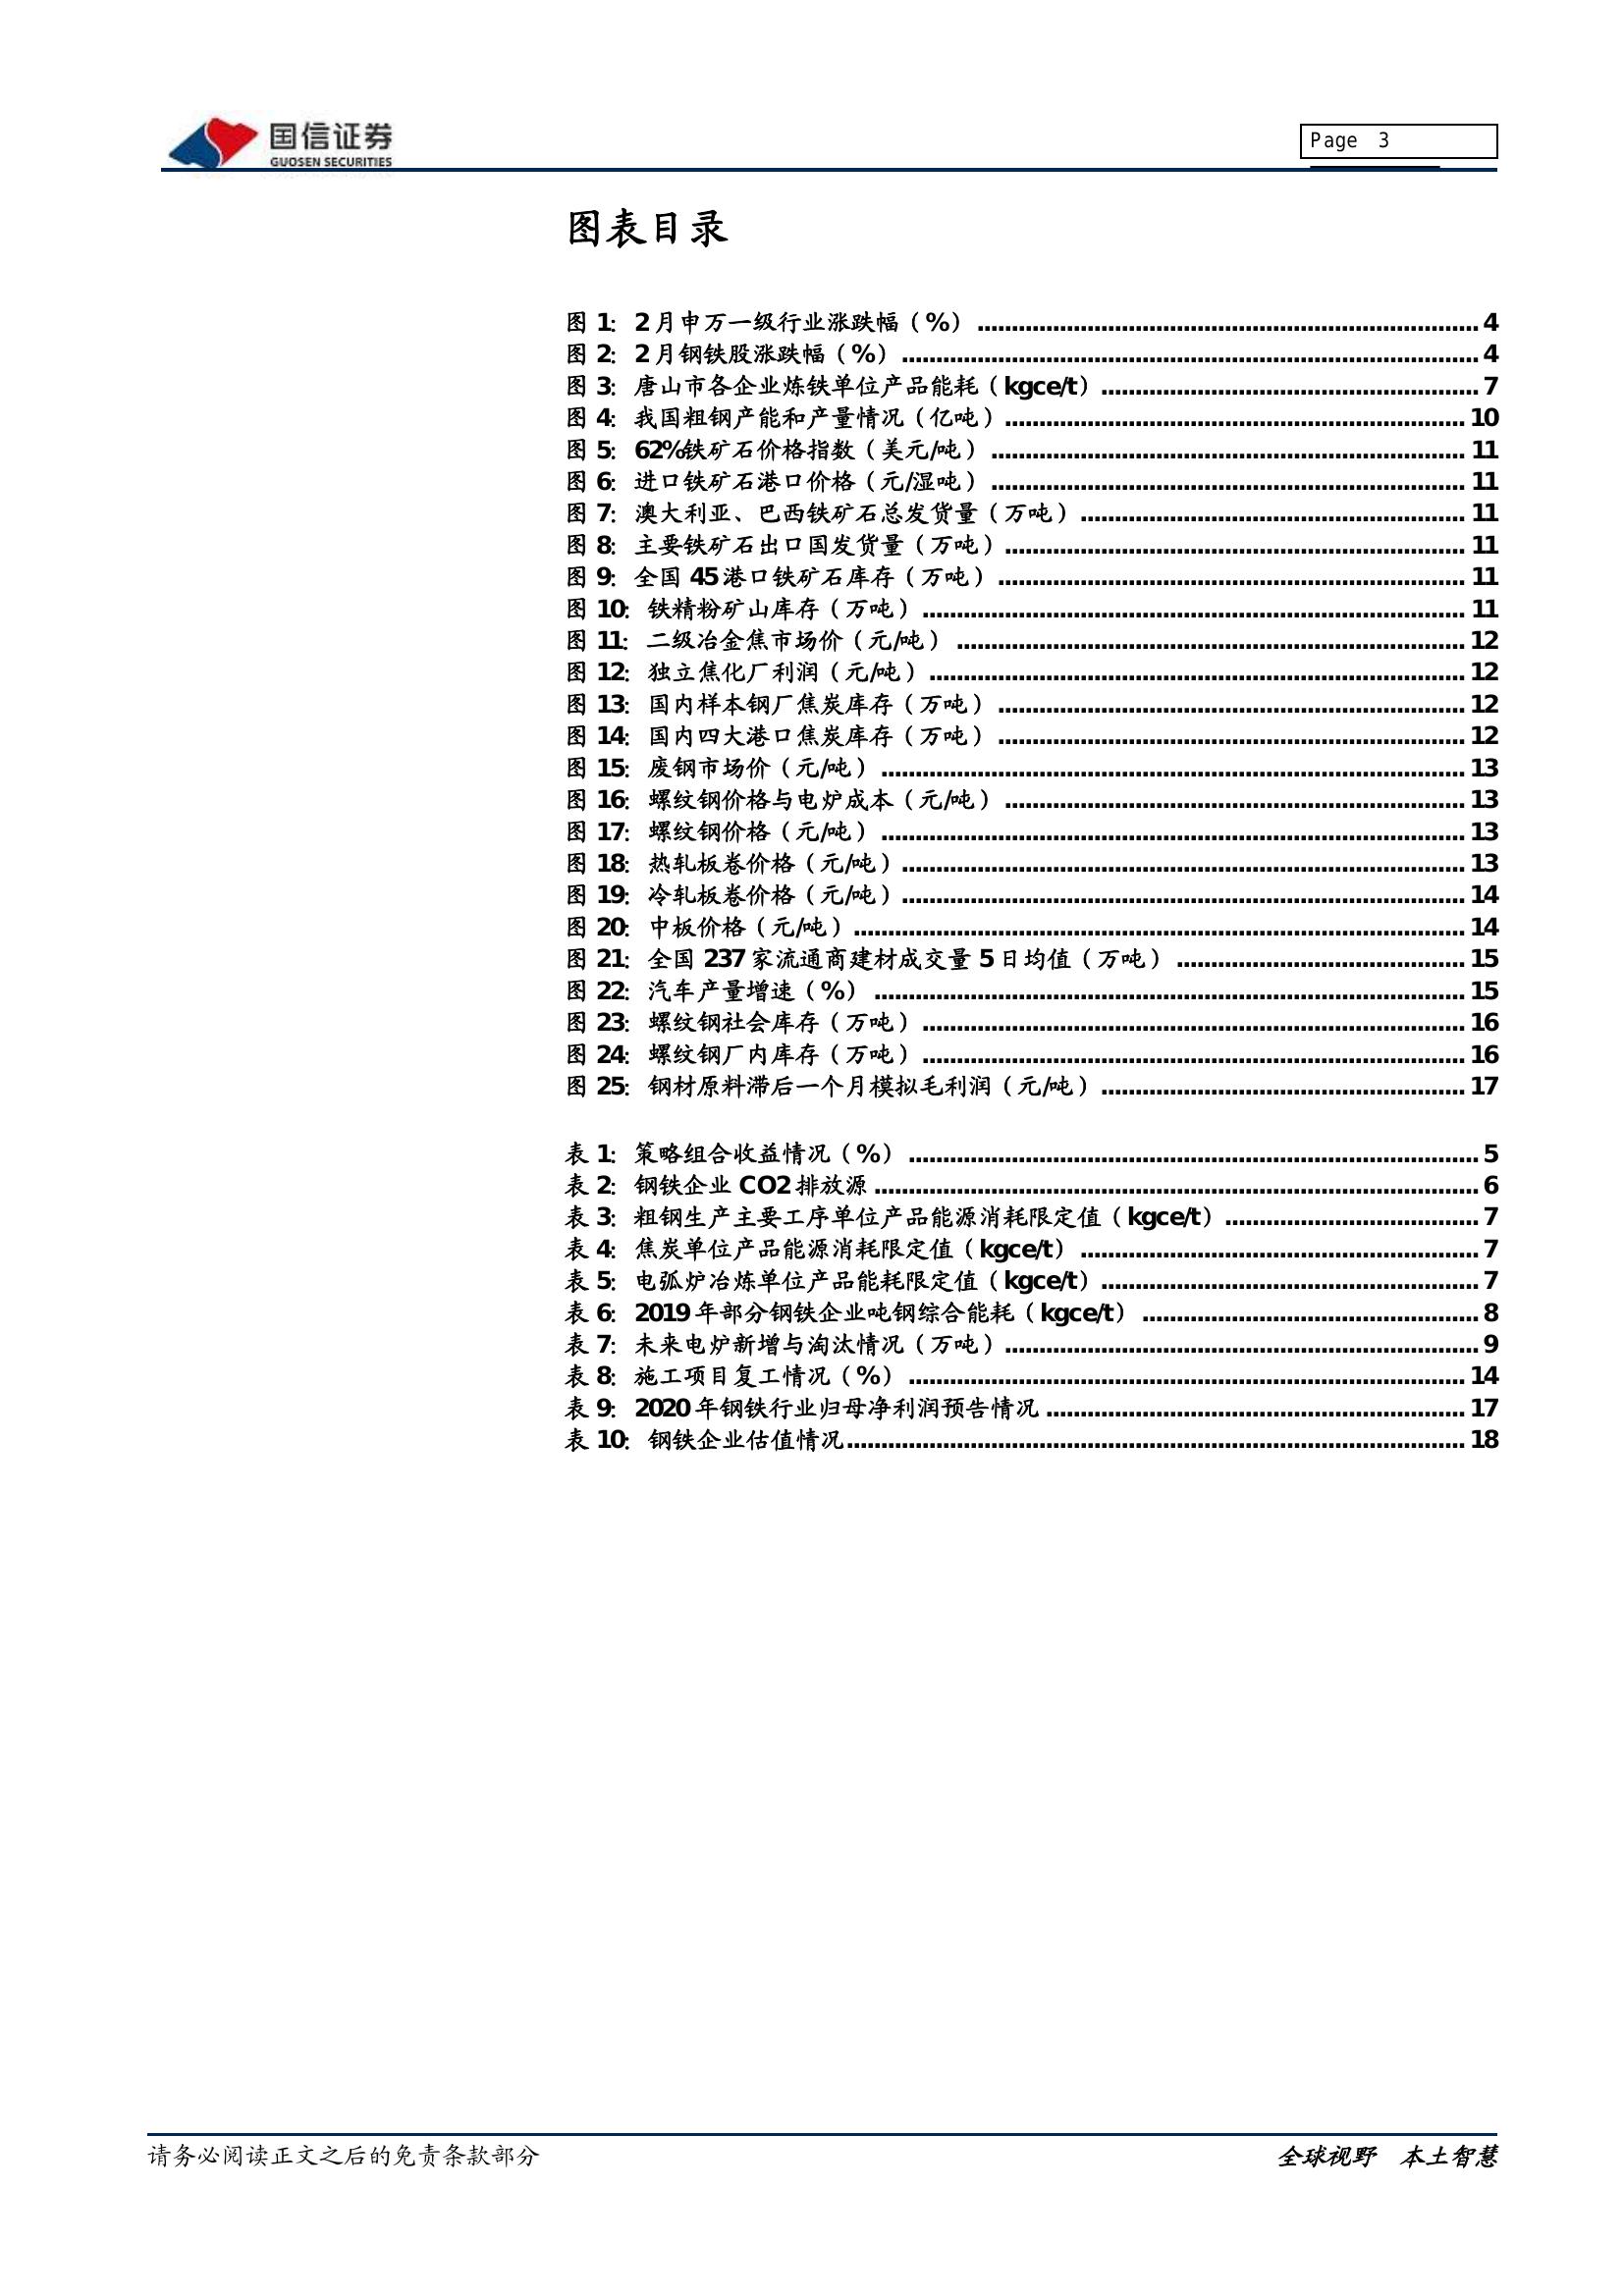 国信证券
GUOSEN SECURITIES
Page 3
图表目录
图 1: 2 月申万一级行业涨跌幅（%） ........................................ 4
图 2: 2 月钢铁股涨跌幅（%） ........................................ 4
图 3: 唐山市各企业炼铁单位产品能耗（kgce/t） ........................................ 7
图 4: 我国粗钢产能和产量情况（亿吨） ........................................ 10
图 5: 62%铁矿石价格指数（美元/吨） ........................................ 11
图 6: 进口铁矿石港口价格（元/湿吨） ........................................ 11
图 7: 澳大利亚、巴西铁矿石总发货量（万吨） ........................................ 11
图 8: 主要铁矿石出口国发货量（万吨） ........................................ 11
图 9: 全国 45 港口铁矿石库存（万吨） ........................................ 11
图 10: 铁精粉矿山库存（万吨） ........................................ 11
图 11: 二级冶金焦市场价（元/吨） ........................................ 12
图 12: 独立焦化厂利润（元/吨） ........................................ 12
图 13: 国内样本钢厂焦炭库存（万吨） ........................................ 12
图 14: 国内四大港口焦炭库存（万吨） ........................................ 12
图 15: 废钢市场价（元/吨） ........................................ 13
图 16: 螺纹钢价格与电炉成本（元/吨） ........................................ 13
图 17: 螺纹钢价格（元/吨） ........................................ 13
图 18: 热轧板卷价格（元/吨） ........................................ 13
图 19: 冷轧板卷价格（元/吨） ........................................ 14
图 20: 中板价格（元/吨） ........................................ 14
图 21: 全国 237 家流通商建材成交量 5 日均值（万吨） ........................................ 15
图 22: 汽车产量增速（%） ........................................ 15
图 23: 螺纹钢社会库存（万吨） ........................................ 16
图 24: 螺纹钢厂内库存（万吨） ........................................ 16
图 25: 钢材原料滞后一个月模拟毛利润（元/吨） ........................................ 17
表 1: 策略组合收益情况（%） ........................................ 5
表 2: 钢铁企业 CO2 排放源 ........................................ 6
表 3: 粗钢生产主要工序单位产品能源消耗限定值（kgce/t） ........................................ 7
表 4: 焦炭单位产品能源消耗限定值（kgce/t） ........................................ 7
表 5: 电弧炉冶炼单位产品能耗限定值（kgce/t） ........................................ 7
表 6: 2019 年部分钢铁企业吨钢综合能耗（kgce/t） ........................................ 8
表 7: 未来电炉新增与淘汰情况（万吨） ........................................ 9
表 8: 施工项目复工情况（%） ........................................ 14
表 9: 2020 年钢铁行业归母净利润预告情况 ........................................ 17
表 10: 钢铁企业估值情况 ........................................ 18
请务必阅读正文之后的免责条款部分
全球视野 本土智慧